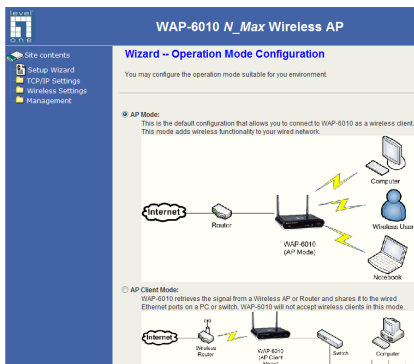 level
one
WAP-6010 N_Max Wireless AP
Site contents
Setup Wizard
TCP/IP Settings
Wireless Settings
Management
Wizard -- Operation Mode Configuration
You may configure the operation mode suitable for you environment
AP Mode:
This is the default configuration that allows you to connect to WAP-6010 as a wireless client.
This mode adds wireless functionality to your wired network.
Internet
Router
WAP-6010
(AP Mode)
Computer
Wireless User
Notebook
AP Client Mode:
WAP-6010 retrieves the signal from a Wireless AP or Router and shares it to the wired
Ethernet ports on a PC or switch. WAP-6010 will not accept wireless clients in this mode.
Internet
Wireless
Router
WAP-6010
(AP Client
Switch
Computer